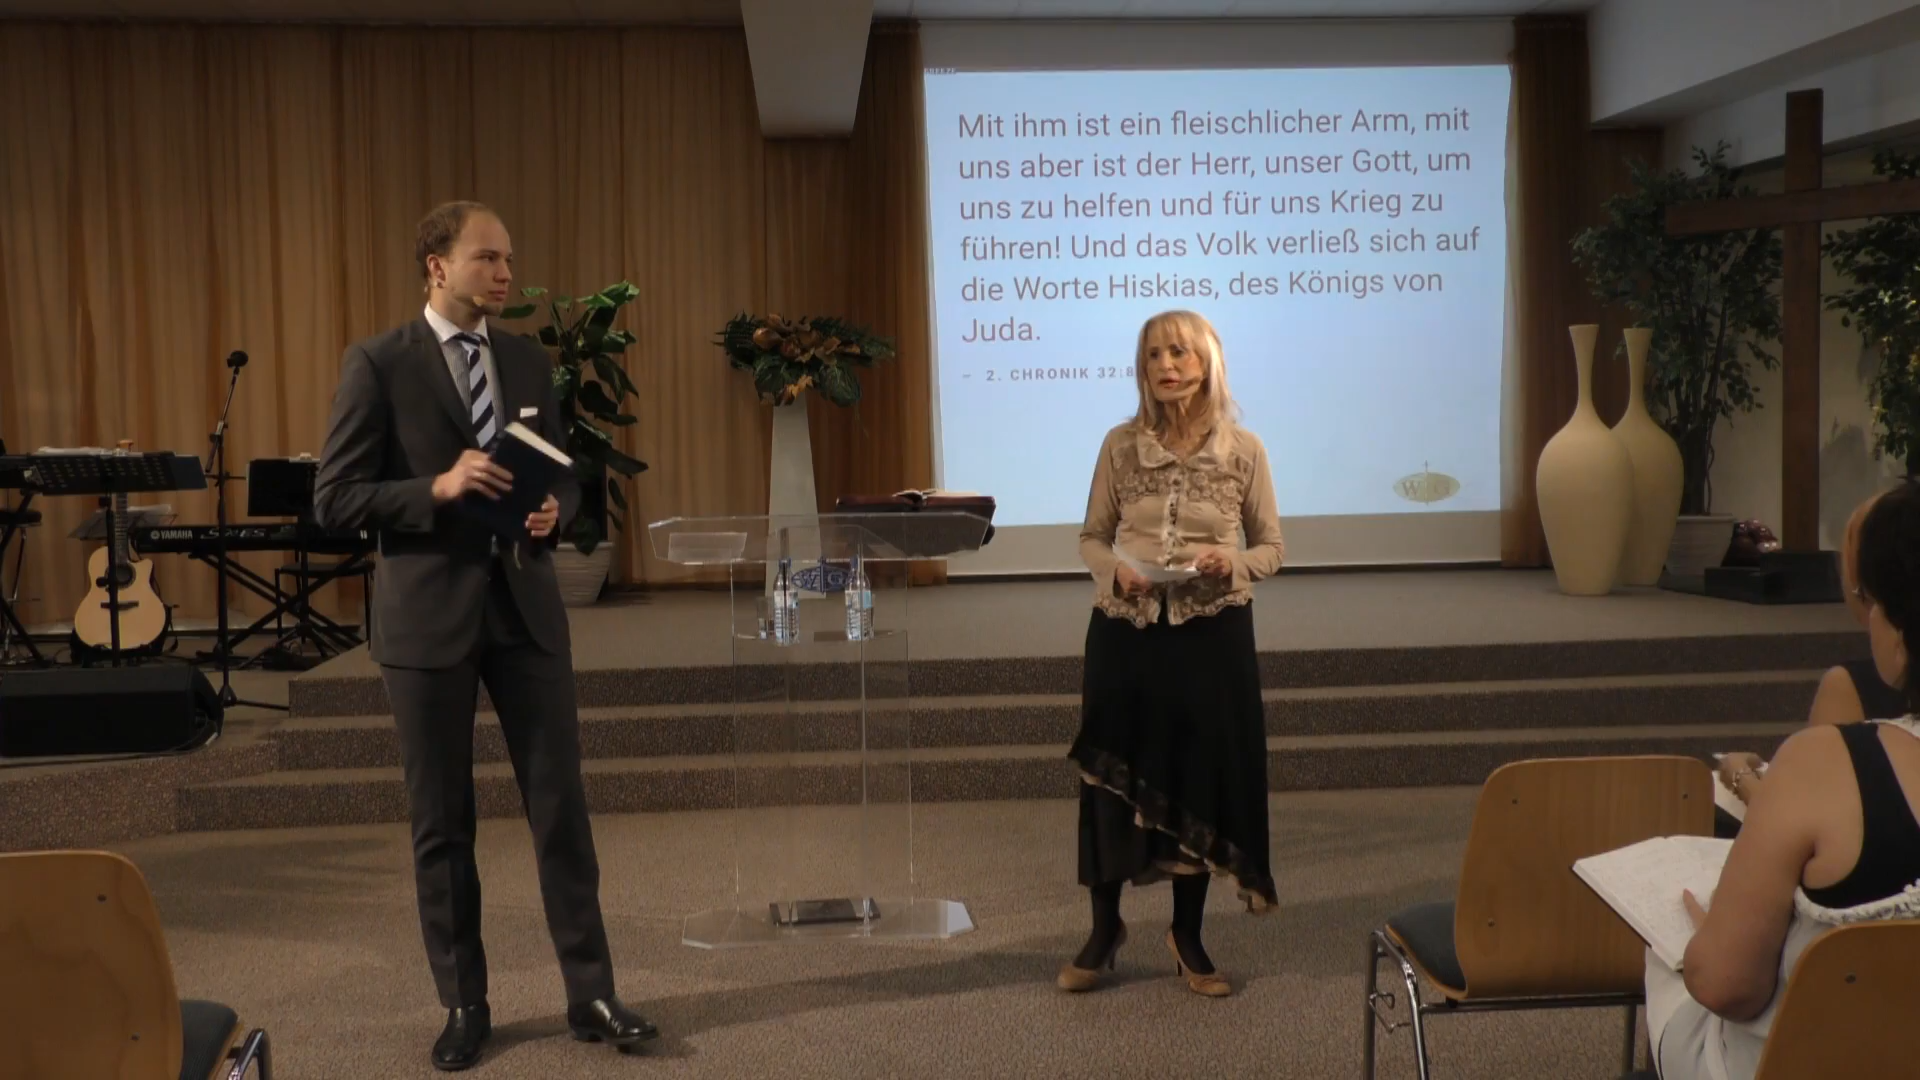 Mit ihm ist ein fleischlicher Arm, mit
uns aber ist der Herr, unser Gott, um
uns zu helfen und für uns Krieg zu
führen! Und das Volk verließ sich auf
die Worte Hiskias, des Königs von
Juda.
– 2. CHRONIK 32:8
YAMAHA